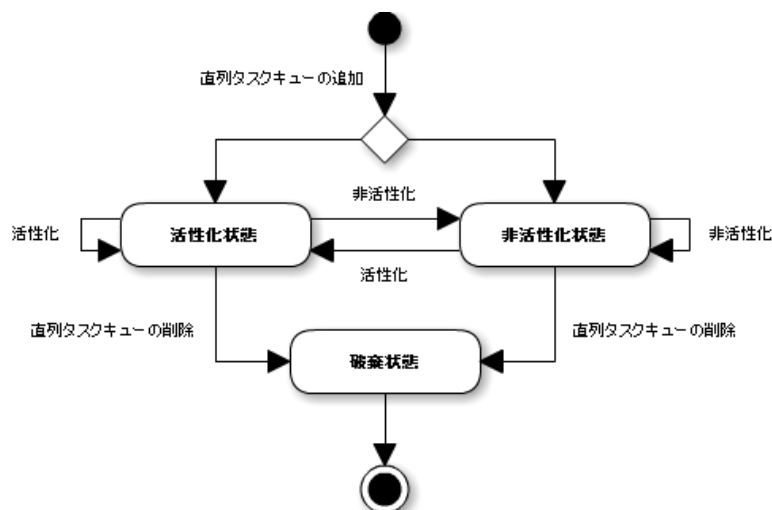 直列タスクキューの追加
非活性化
活性化
活性化状態
非活性化状態
非活性化
活性化
直列タスクキューの削除
直列タスクキューの削除
破棄状態